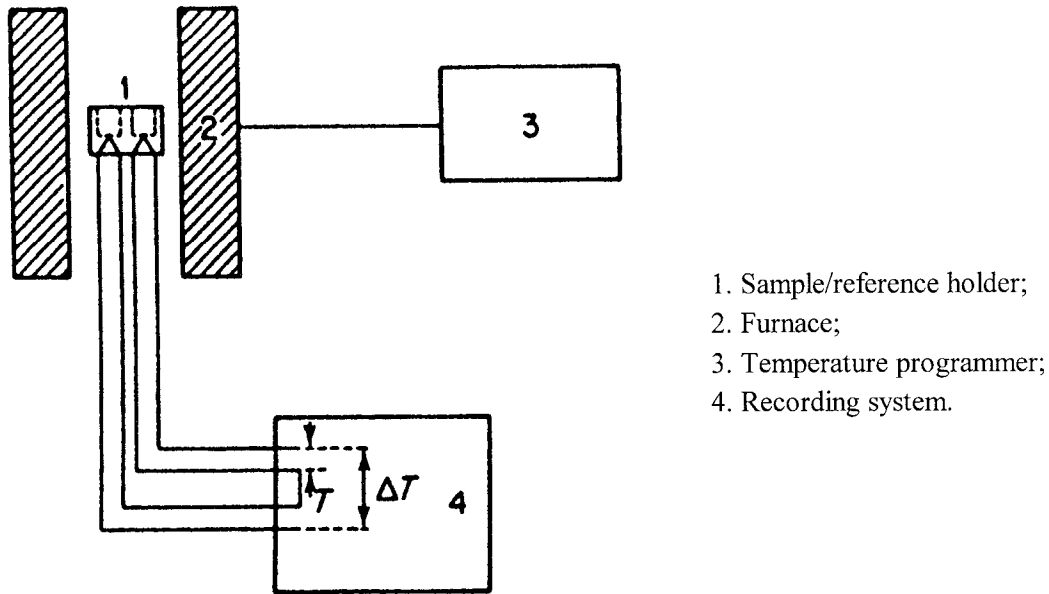 1
2
3
T
ΔT
4
1. Sample/reference holder;
2. Furnace;
3. Temperature programmer;
4. Recording system.